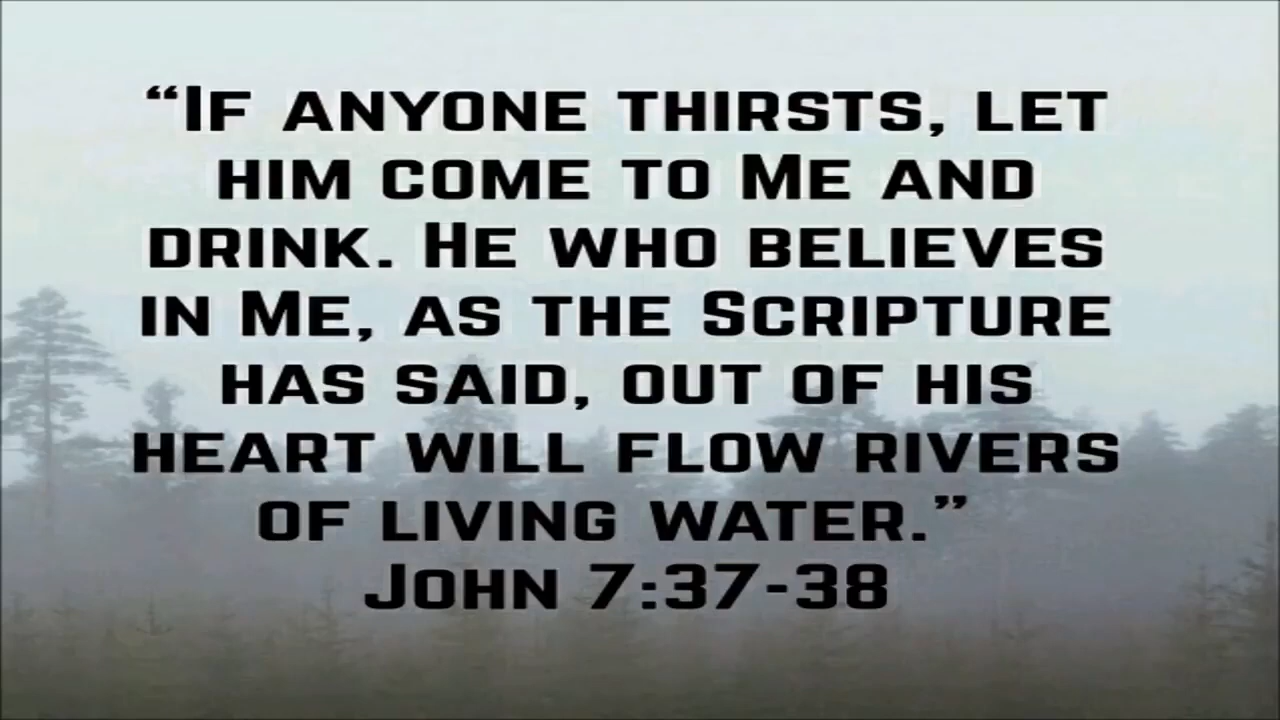 “If anyone thirsts, let
him come to Me and
drink. He who believes
in Me, as the Scripture
has said, out of his
heart will flow rivers
of living water.”
John 7:37-38